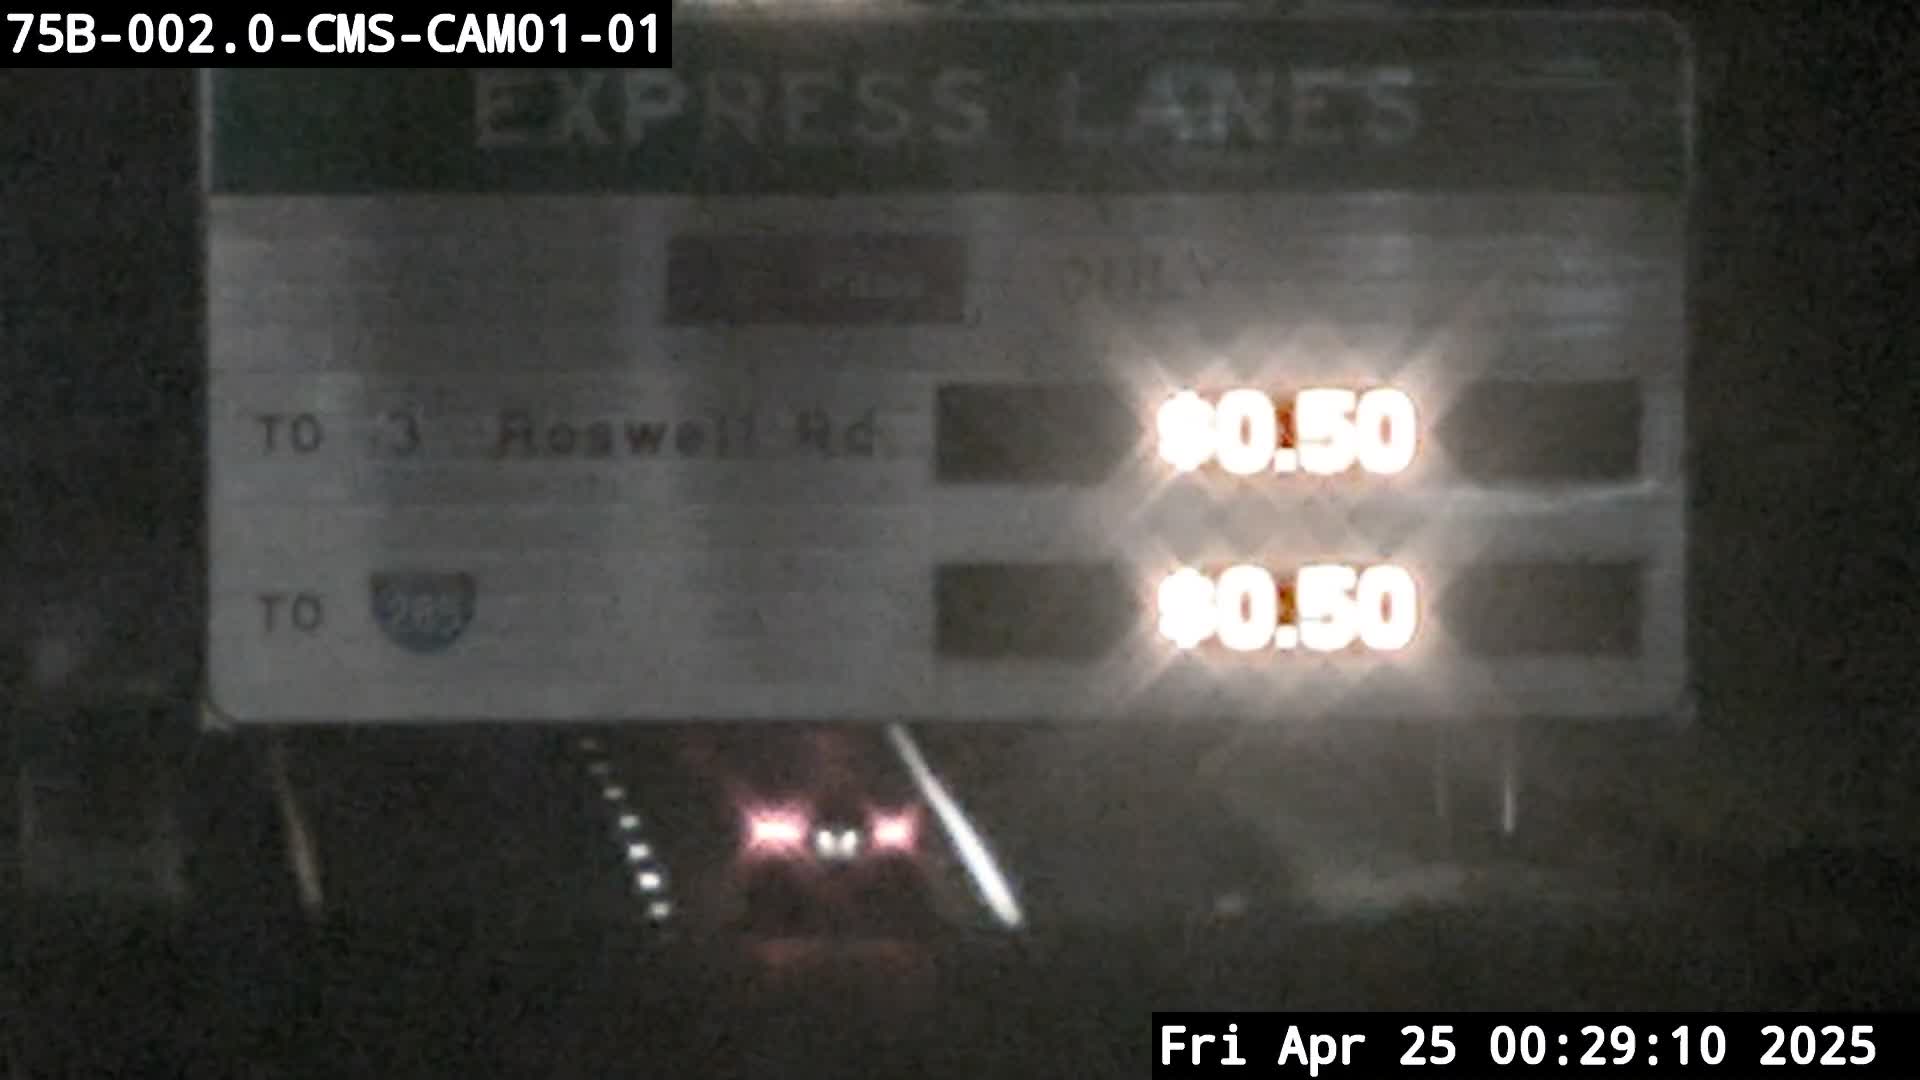 75B-002.0-CMS-CAM01-01
EXPRESS LANES
ONLY
TO 3 Roswell Rd $0.50
TO 285 $0.50
Fri Apr 25 00:29:10 2025